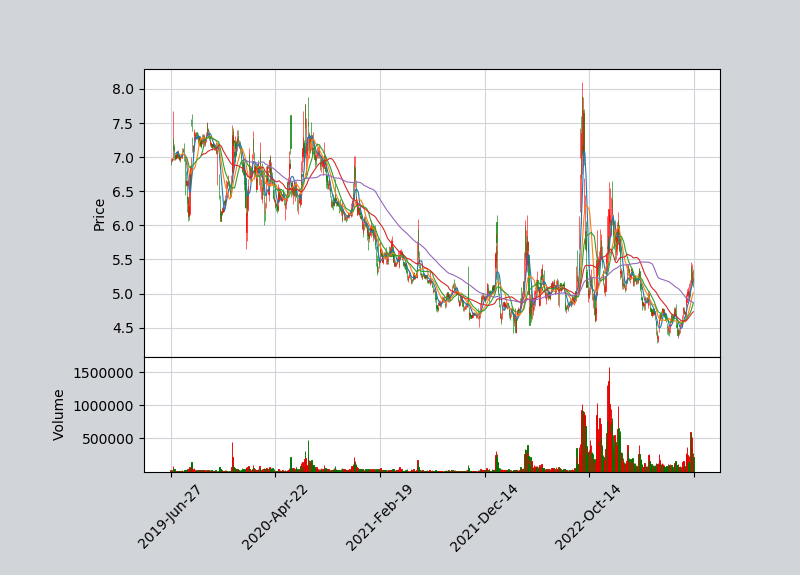 8.0
7.5
7.0
6.5
6.0
5.5
5.0
4.5
Price
1500000
1000000
500000
Volume
2019-Jun-27
2020-Apr-22
2021-Feb-19
2021-Dec-14
2022-Oct-14